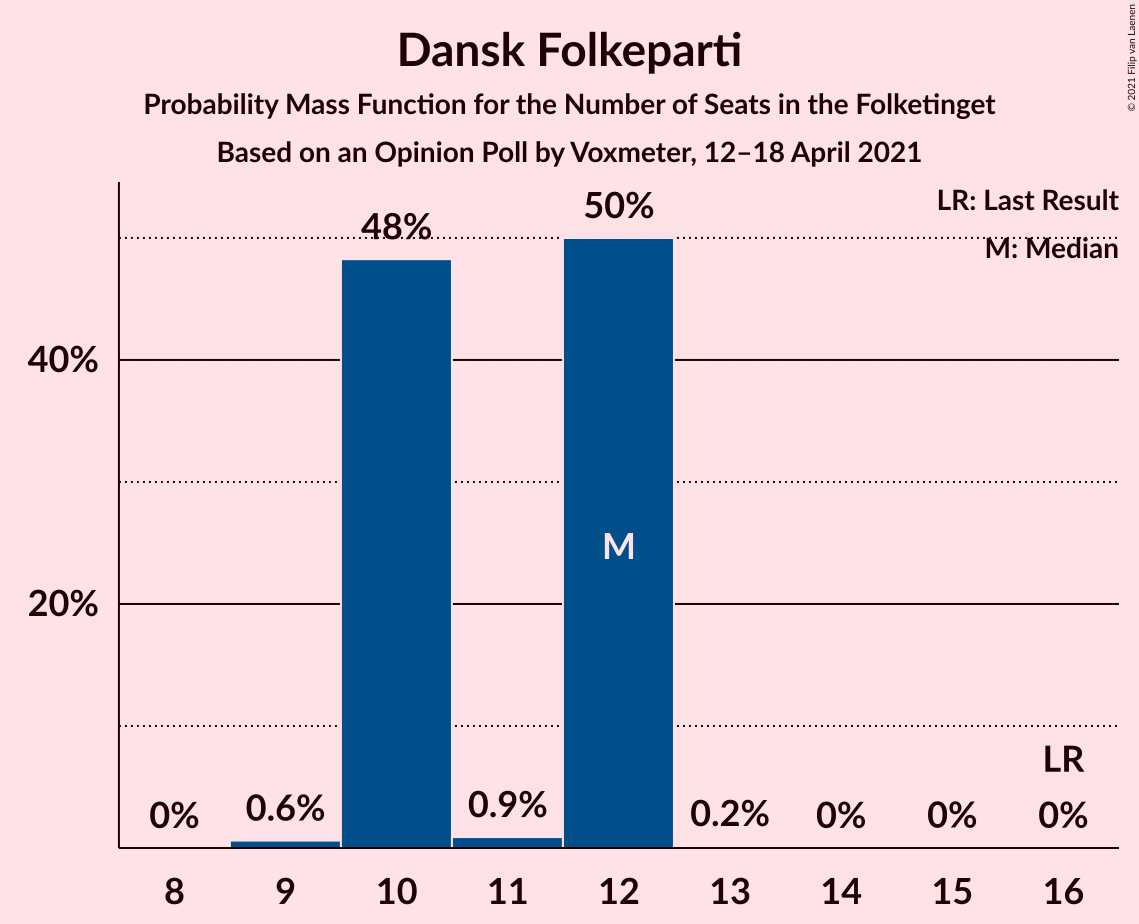 Dansk Folkeparti
Probability Mass Function for the Number of Seats in the Folketinget
Based on an Opinion Poll by Voxmeter, 12–18 April 2021
© 2021 Filip van Laenen
LR: Last Result
M: Median
50%
48%
40%
M
20%
LR
0%
0.6%
0.9%
0.2%
0%
0%
0%
8
9
10
11
12
13
14
15
16